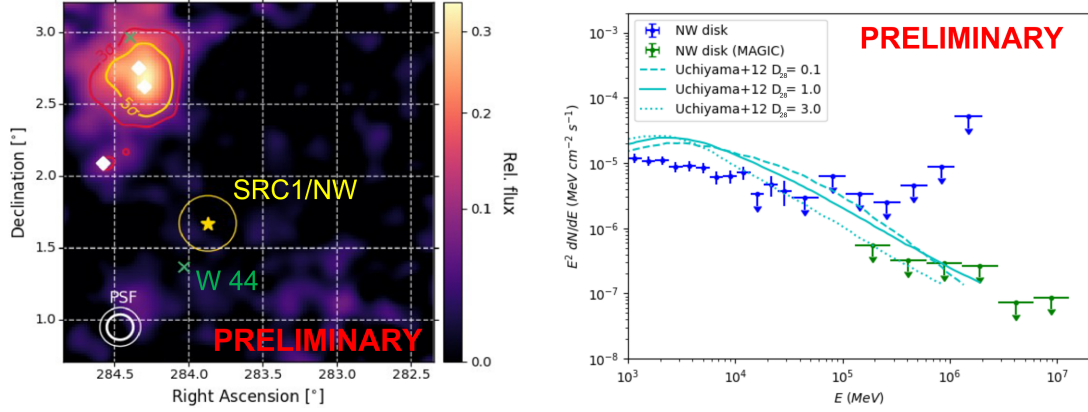 3.0
2.5
2.0
1.5
1.0
Declination [°]
3σ
5σ
SRC1/NW
W 44
PSF
PRELIMINARY
284.5 284.0 283.5 283.0 282.5
Right Ascension [°]
0.3
0.2
0.1
0.0
Rel. flux
PRELIMINARY
NW disk
NW disk (MAGIC)
Uchiyama+12 D₂₈= 0.1
Uchiyama+12 D₂₈= 1.0
Uchiyama+12 D₂₈= 3.0
10⁻³
10⁻⁴
10⁻⁵
10⁻⁶
10⁻⁷
10⁻⁸
E² dN/dE (MeV cm⁻² s⁻¹)
10³ 10⁴ 10⁵ 10⁶ 10⁷
E (MeV)